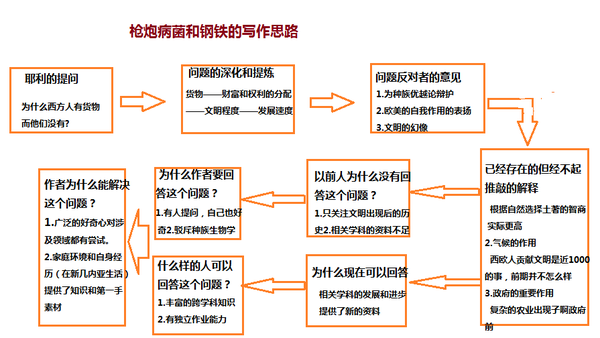 枪炮病菌和钢铁的写作思路
耶利的提问
为什么西方人有货物
而他们没有?
问题的深化和提炼
货物——财富和权利的分配
——文明程度——发展速度
问题反对者的意见
1.为种族优越论辩护
2.欧美的自我作用的表扬
3.文明的幻像
已经存在的但经不起
推敲的解释
根据自然选择土著的智商
实际更高
2.气候的作用
西欧人贡献文明是近1000
的事，前期并不怎么样
3.政府的重要作用
复杂的农业出现子啊政府
前
以前人为什么没有回
答这个问题？
1.只关注文明出现后的历
史2.相关学科的资料不足
为什么现在可以回答
相关学科的发展和进步
提供了新的资料
为什么作者要回
答这个问题？
1.有人提问，自己也好
奇2.驳斥种族生物学
什么样的人可以
回答这个问题？
1.丰富的跨学科知识
2.有独立作业能力
作者为什么能解决
这个问题？
1.广泛的好奇心对涉
及领域都有尝试。
2.家庭环境和自身经
历（在新几内亚生活）
提供了知识和第一手
素材